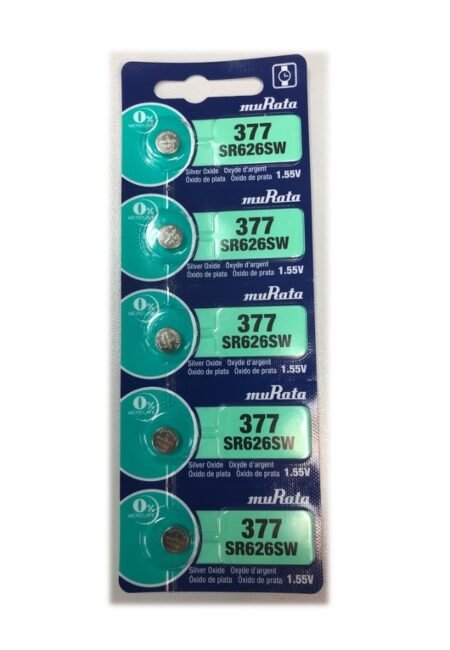 muRata
0%
MERCURY
377
SR626SW
Silver Oxide Oxyde d'argent
Óxido de plata Óxido de prata 1.55V
muRata
0%
MERCURY
377
SR626SW
Silver Oxide Oxyde d'argent
Óxido de plata Óxido de prata 1.55V
muRata
0%
MERCURY
377
SR626SW
Silver Oxide Oxyde d'argent
Óxido de plata Óxido de prata 1.55V
muRata
0%
MERCURY
377
SR626SW
Silver Oxide Oxyde d'argent
Óxido de plata Óxido de prata 1.55V
muRata
0%
MERCURY
377
SR626SW
Silver Oxide Oxyde d'argent
Óxido de plata Óxido de prata 1.55V